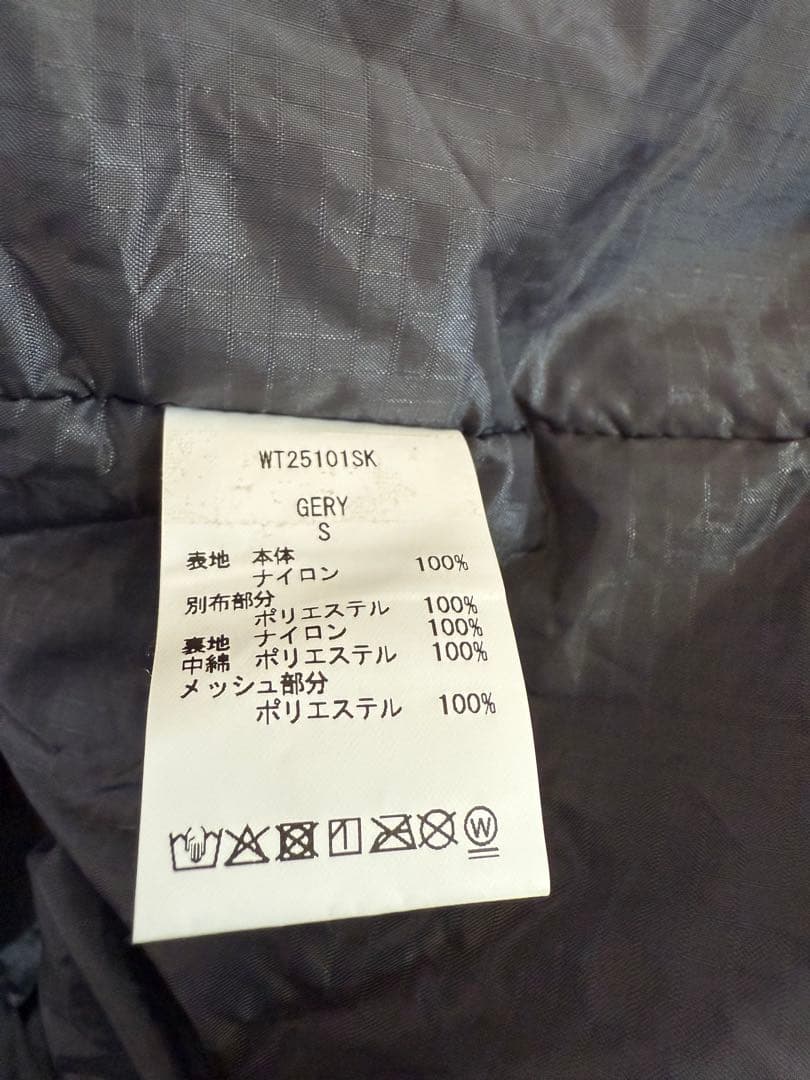 WT25101SK
GERY
S
表地 本体
ナイロン 100%
別布部分
ポリエステル 100%
裏地 ナイロン 100%
中綿 ポリエステル 100%
メッシュ部分
ポリエステル 100%
W